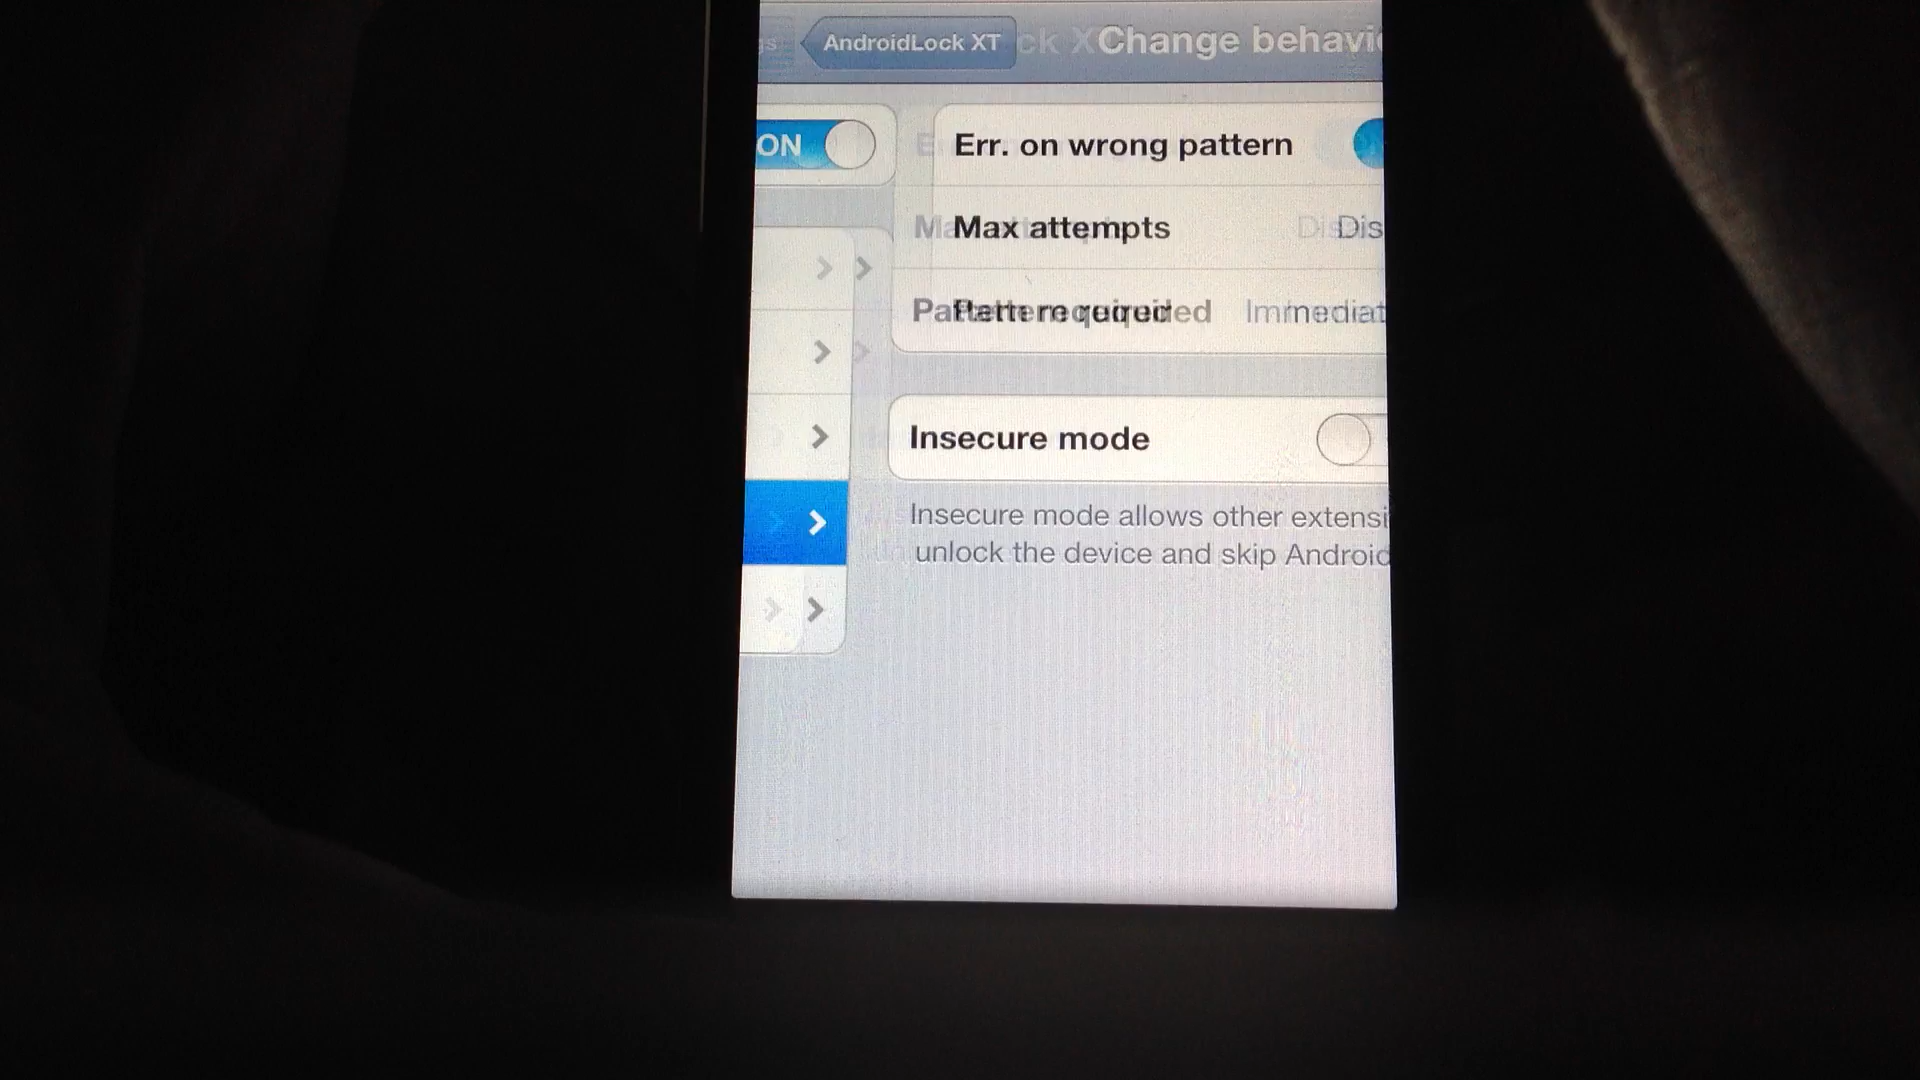 AndroidLock XT
Change behavi
ON
Err. on wrong pattern
Max attempts Dis
Pattern required Immediat
Insecure mode
Insecure mode allows other extensi
unlock the device and skip Android